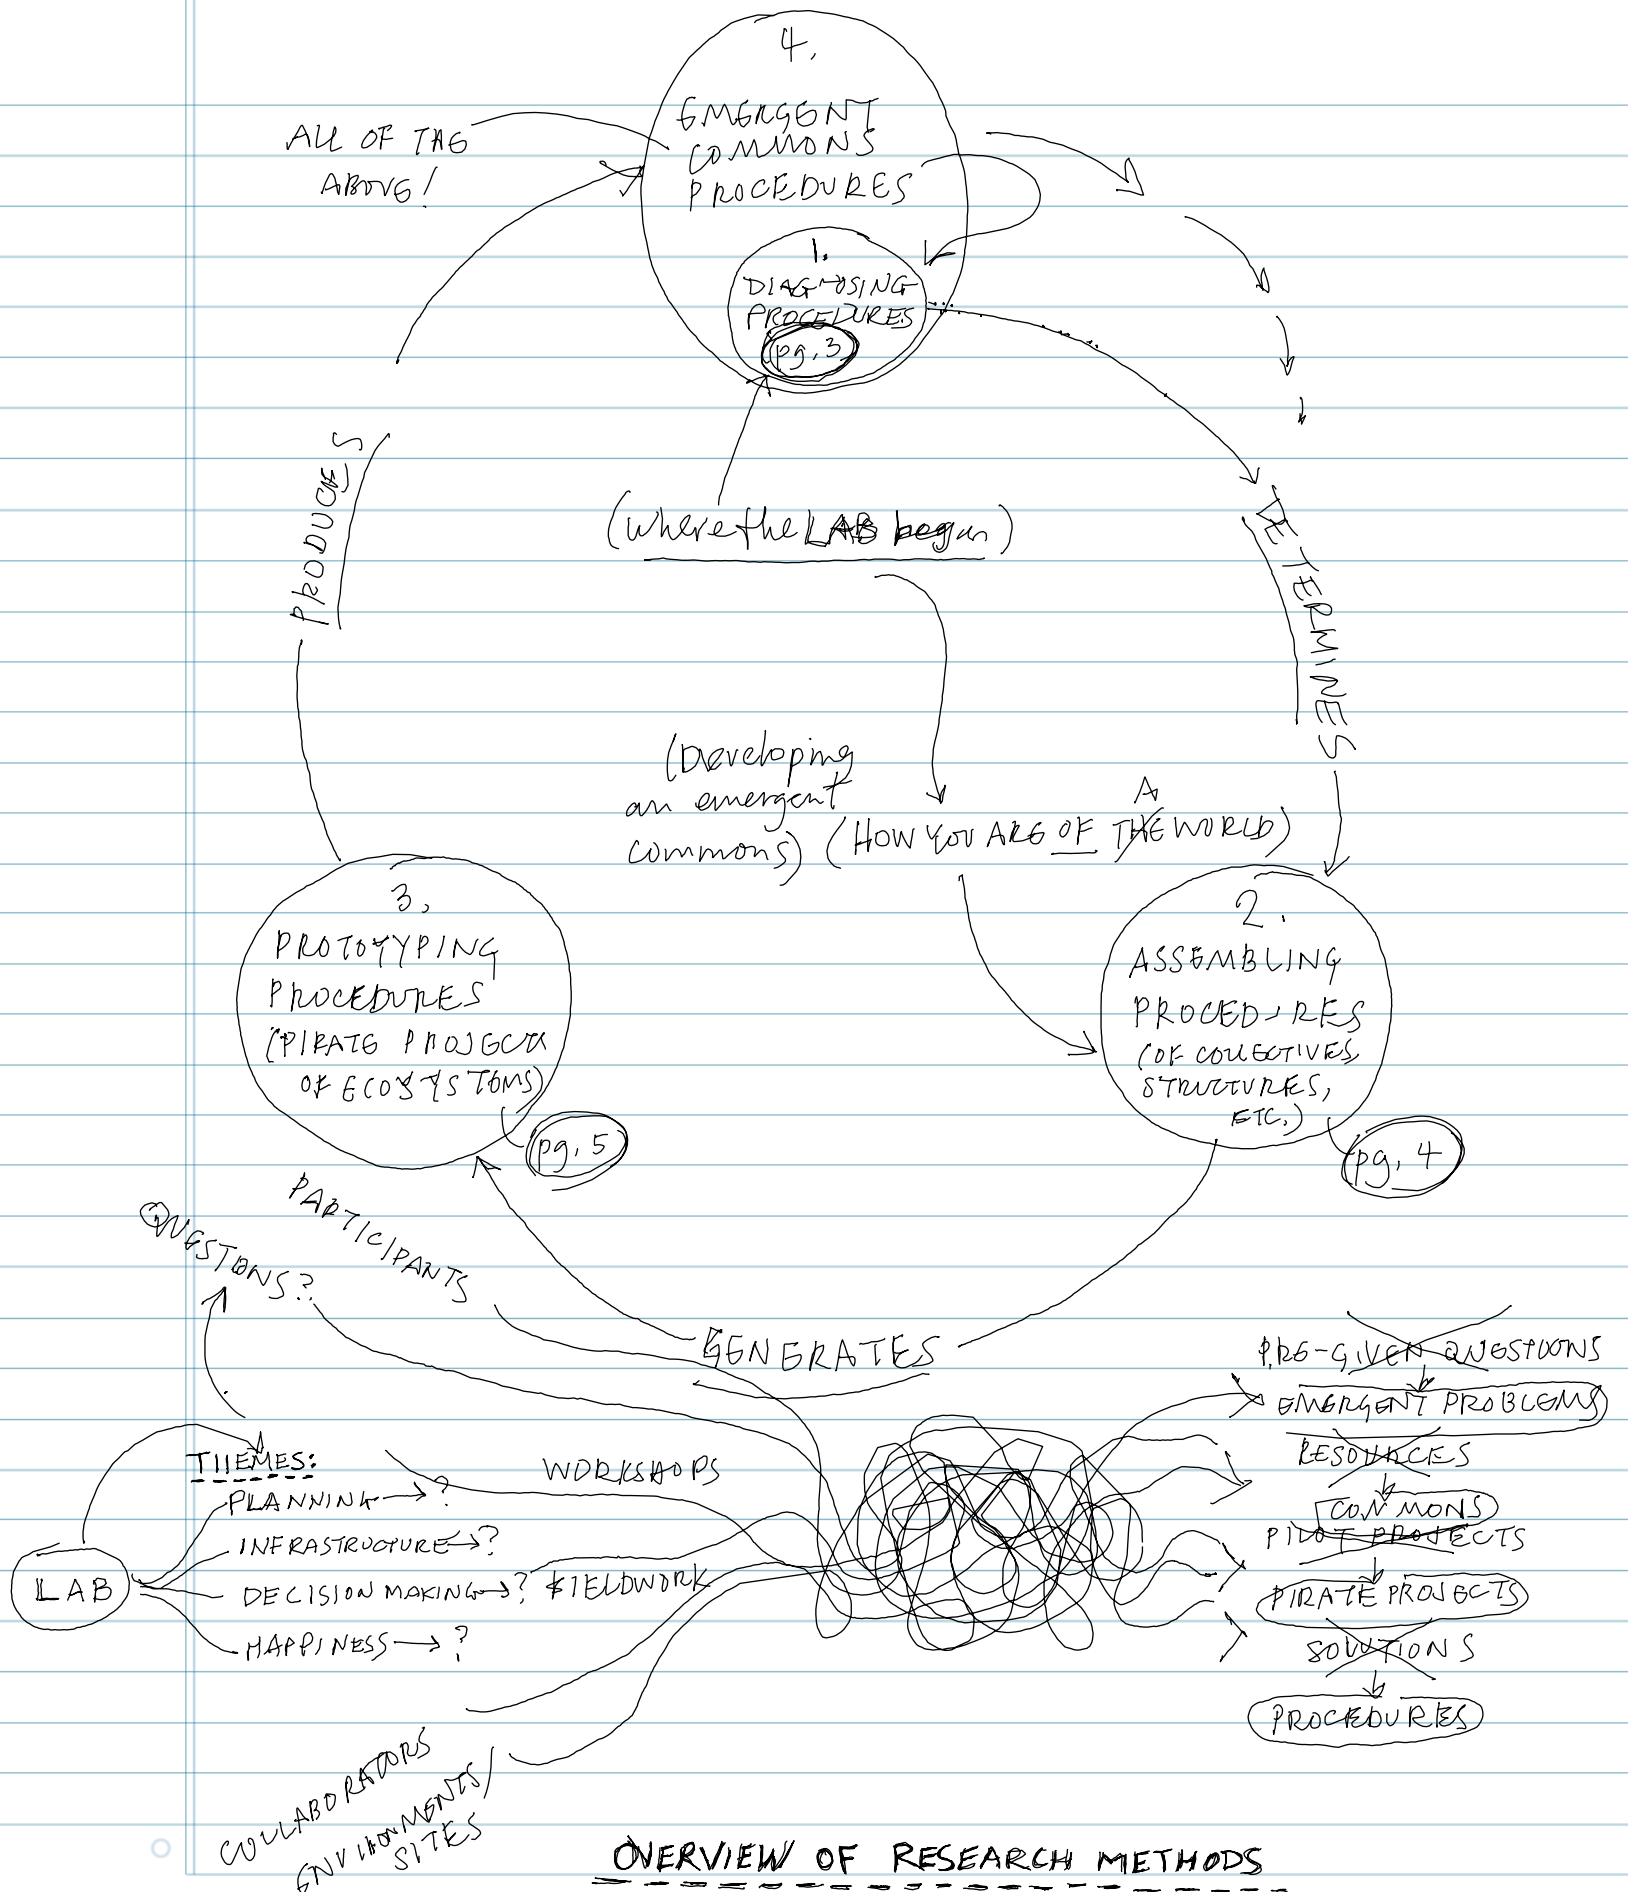 4.
EMERGENT
COMMONS
PROCEDURES
ALL OF THE
ABOVE!
1.
DIAGNOSING
PROCEDURES
pg. 3
PRODUCES
(where the LAB began)
DETERMINES
(Developing
an emergent
commons)
A
(HOW YOU ARE OF THE WORLD)
3.
PROTOTYPING
PROCEDURES
(PIRATE PROJECTS
OF ECOSYSTEMS)
pg. 5
2.
ASSEMBLING
PROCEDURES
(OF COLLECTIVES,
STRUCTURES,
ETC.)
pg. 4
PARTICIPANTS
QUESTIONS?
GENERATES
PRE-GIVEN QUESTIONS
EMERGENT PROBLEMS
RESOURCES
COMMONS
PILOT PROJECTS
PIRATE PROJECTS
SOLUTIONS
PROCEDURES
THEMES:
PLANNING → ?
INFRASTRUCTURE → ?
DECISION MAKING → ?
HAPPINESS → ?
LAB
WORKSHOPS
FIELDWORK
COLLABORATORS
ENVIRONMENTS/
SITES
OVERVIEW OF RESEARCH METHODS